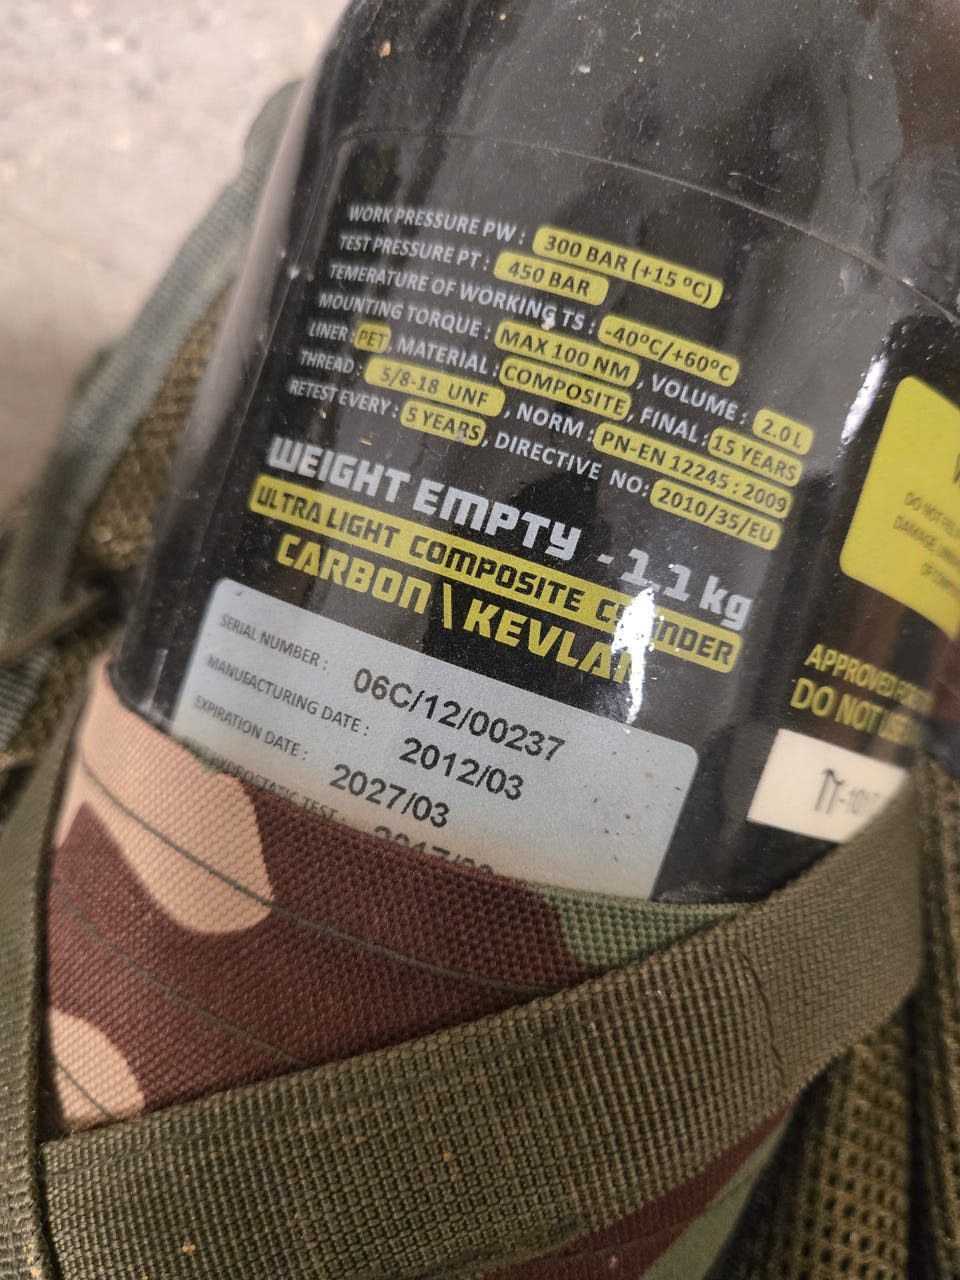 WORK PRESSURE PW : 300 BAR (+15 ºC)
TEST PRESSURE PT : 450 BAR
TEMERATURE OF WORKING TS : -40ºC/+60ºC
MOUNTING TORQUE : MAX 100 NM , VOLUME : 2.0 L
LINER : PET , MATERIAL : COMPOSITE , FINAL : 15 YEARS
THREAD : 5/8-18 UNF , NORM : PN-EN 12245 : 2009
RETEST EVERY : 5 YEARS , DIRECTIVE NO: 2010/35/EU
WEIGHT EMPTY - 1,1 kg
ULTRA LIGHT COMPOSITE CYLINDER
CARBON \ KEVLAR
SERIAL NUMBER : 06C/12/00237
MANUFACTURING DATE : 2012/03
EXPIRATION DATE : 2027/03
TEST :
DO NOT
DAMAGE,
APPROVED
DO NOT USE